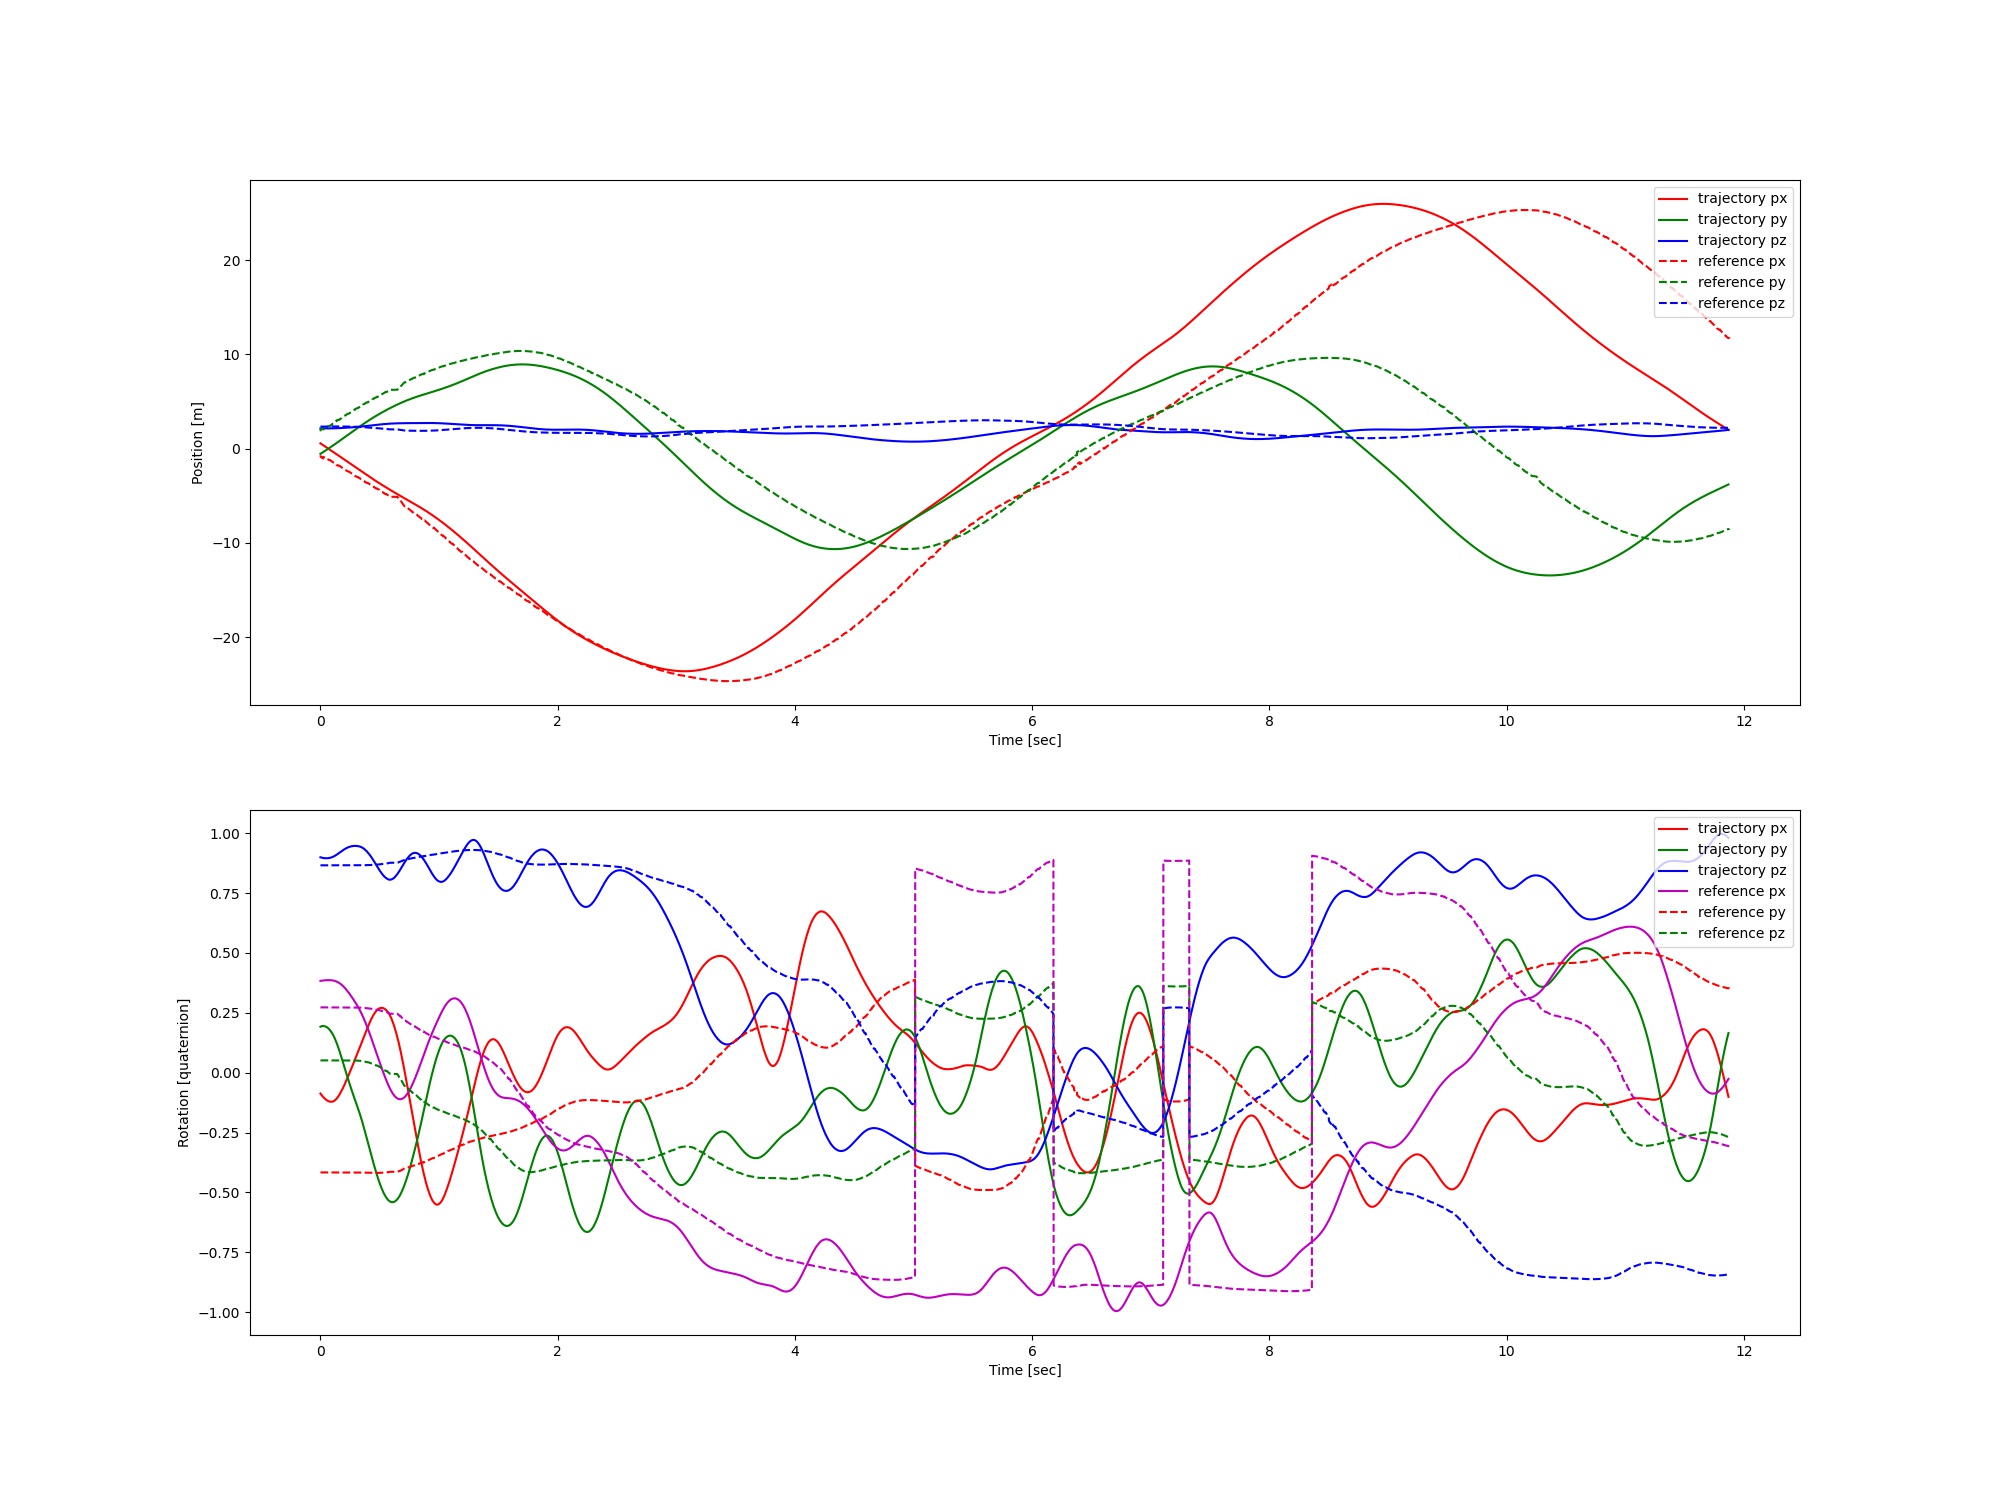 Position [m]
20
10
0
−10
−20
trajectory px
trajectory py
trajectory pz
reference px
reference py
reference pz
0 2 4 6 8 10 12
Time [sec]
Rotation [quaternion]
1.00
0.75
0.50
0.25
0.00
−0.25
−0.50
−0.75
−1.00
trajectory px
trajectory py
trajectory pz
reference px
reference py
reference pz
0 2 4 6 8 10 12
Time [sec]